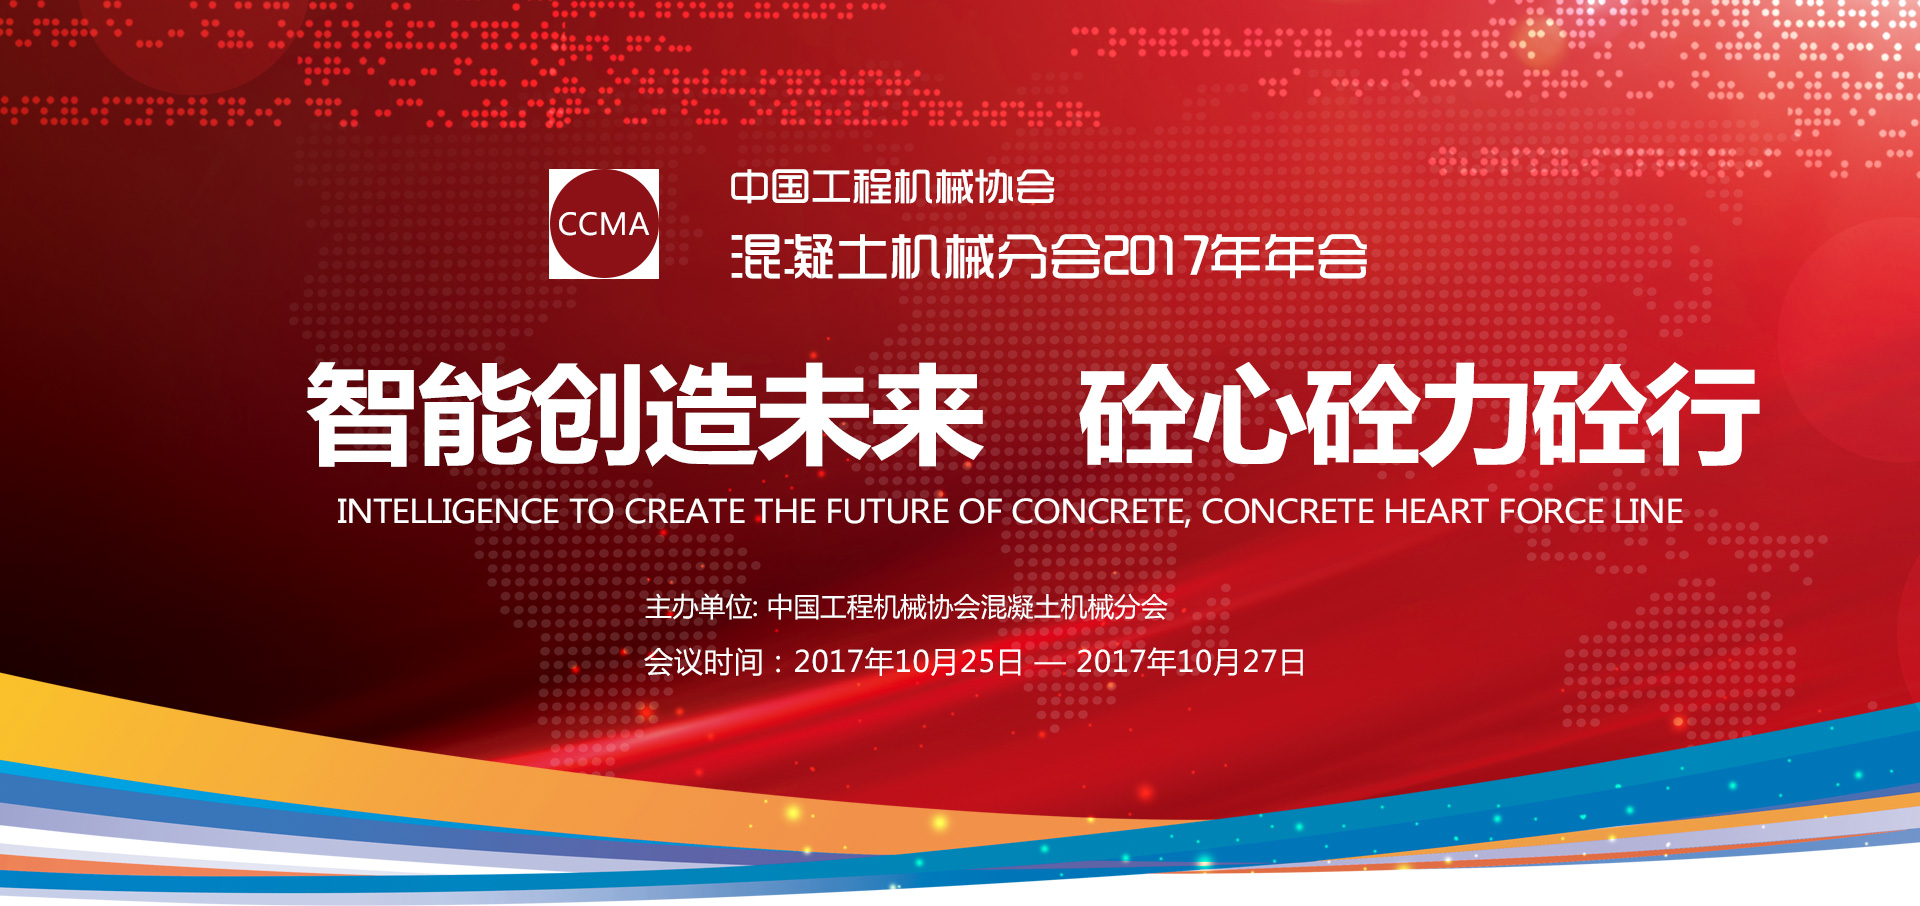 CCMA
中国工程机械协会
混凝土机械分会2017年年会
智能创造未来 砼心砼力砼行
INTELLIGENCE TO CREATE THE FUTURE OF CONCRETE, CONCRETE HEART FORCE LINE
主办单位: 中国工程机械协会混凝土机械分会
会议时间：2017年10月25日 — 2017年10月27日